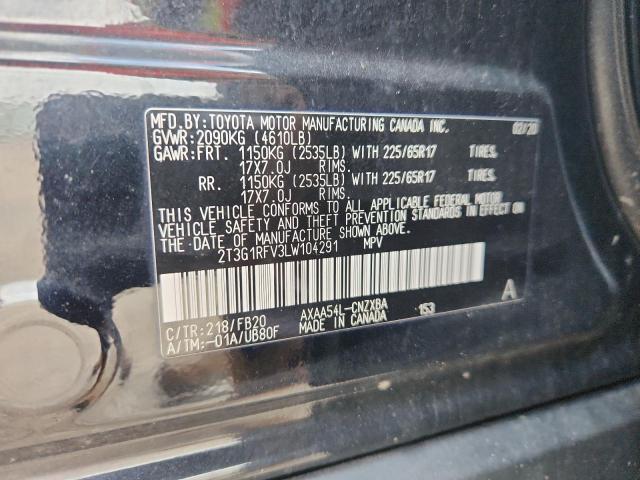 MFD.BY:TOYOTA MOTOR MANUFACTURING CANADA INC. 02/20
GVWR:2090KG (4610LB)
GAWR:FRT. 1150KG (2535LB) WITH 225/65R17 TIRES.
17X7.0J RIMS.
RR. 1150KG (2535LB) WITH 225/65R17 TIRES.
17X7.0J RIMS.
THIS VEHICLE CONFORMS TO ALL APPLICABLE FEDERAL MOTOR
VEHICLE SAFETY AND THEFT PREVENTION STANDARDS IN EFFECT ON
THE DATE OF MANUFACTURE SHOWN ABOVE.
2T3G1RFV3LW104291 MPV
C/TR:218/FB20 AXAA54L-CNZXBA 153 A
A/TM:-01A/UB80F MADE IN CANADA